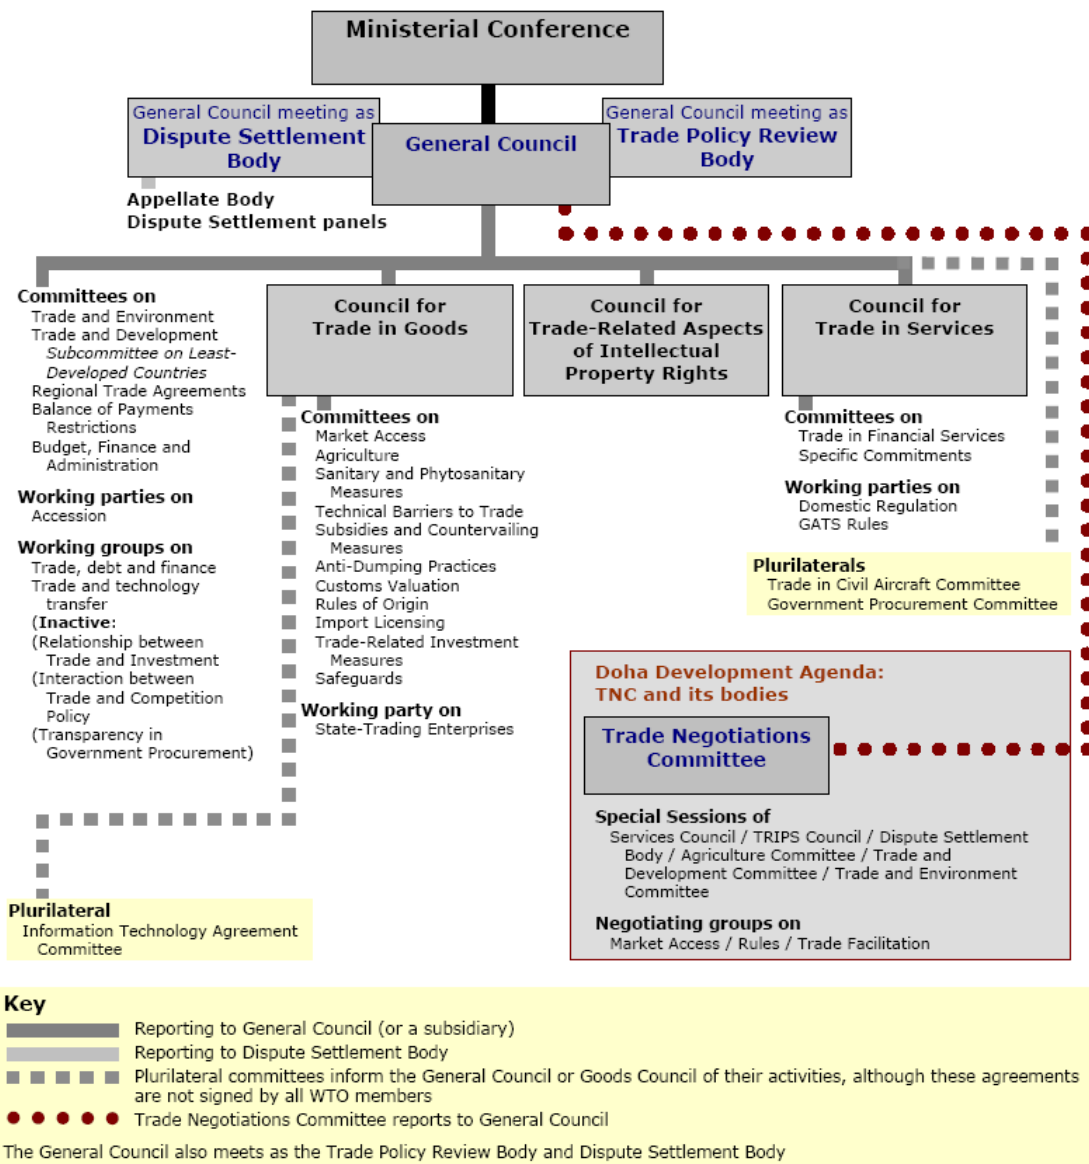 Ministerial Conference
General Council meeting as
Dispute Settlement
Body
General Council
General Council meeting as
Trade Policy Review
Body
Appellate Body
Dispute Settlement panels
Committees on
Trade and Environment
Trade and Development
Subcommittee on Least-
Developed Countries
Regional Trade Agreements
Balance of Payments
Restrictions
Budget, Finance and
Administration
Working parties on
Accession
Working groups on
Trade, debt and finance
Trade and technology
transfer
(Inactive:
(Relationship between
Trade and Investment
(Interaction between
Trade and Competition
Policy
(Transparency in
Government Procurement)
Plurilateral
Information Technology Agreement
Committee
Council for
Trade in Goods
Committees on
Market Access
Agriculture
Sanitary and Phytosanitary
Measures
Technical Barriers to Trade
Subsidies and Countervailing
Measures
Anti-Dumping Practices
Customs Valuation
Rules of Origin
Import Licensing
Trade-Related Investment
Measures
Safeguards
Working party on
State-Trading Enterprises
Council for
Trade-Related Aspects
of Intellectual
Property Rights
Council for
Trade in Services
Committees on
Trade in Financial Services
Specific Commitments
Working parties on
Domestic Regulation
GATS Rules
Plurilaterals
Trade in Civil Aircraft Committee
Government Procurement Committee
Doha Development Agenda:
TNC and its bodies
Trade Negotiations
Committee
Special Sessions of
Services Council / TRIPS Council / Dispute Settlement
Body / Agriculture Committee / Trade and
Development Committee / Trade and Environment
Committee
Negotiating groups on
Market Access / Rules / Trade Facilitation
Key
Reporting to General Council (or a subsidiary)
Reporting to Dispute Settlement Body
Plurilateral committees inform the General Council or Goods Council of their activities, although these agreements
are not signed by all WTO members
Trade Negotiations Committee reports to General Council
The General Council also meets as the Trade Policy Review Body and Dispute Settlement Body